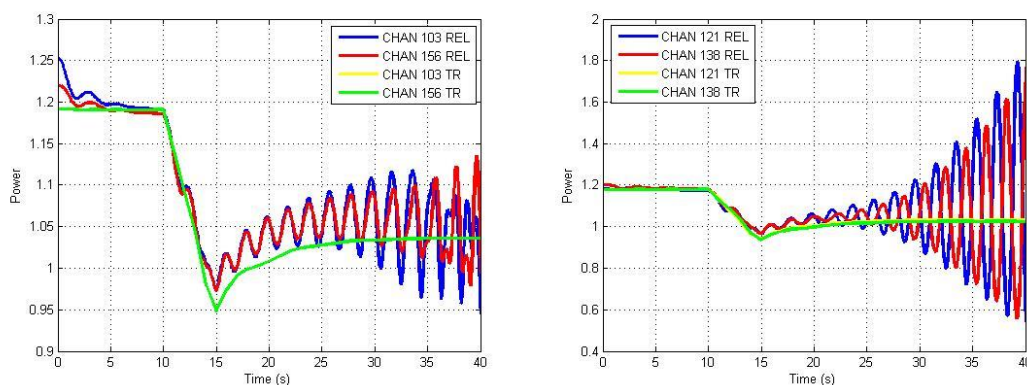 1.3
1.25
1.2
1.15
1.1
1.05
1
0.95
0.9
Power
0 5 10 15 20 25 30 35 40
Time (s)
CHAN 103 REL
CHAN 156 REL
CHAN 103 TR
CHAN 156 TR
2
1.8
1.6
1.4
1.2
1
0.8
0.6
0.4
Power
0 5 10 15 20 25 30 35 40
Time (s)
CHAN 121 REL
CHAN 138 REL
CHAN 121 TR
CHAN 138 TR